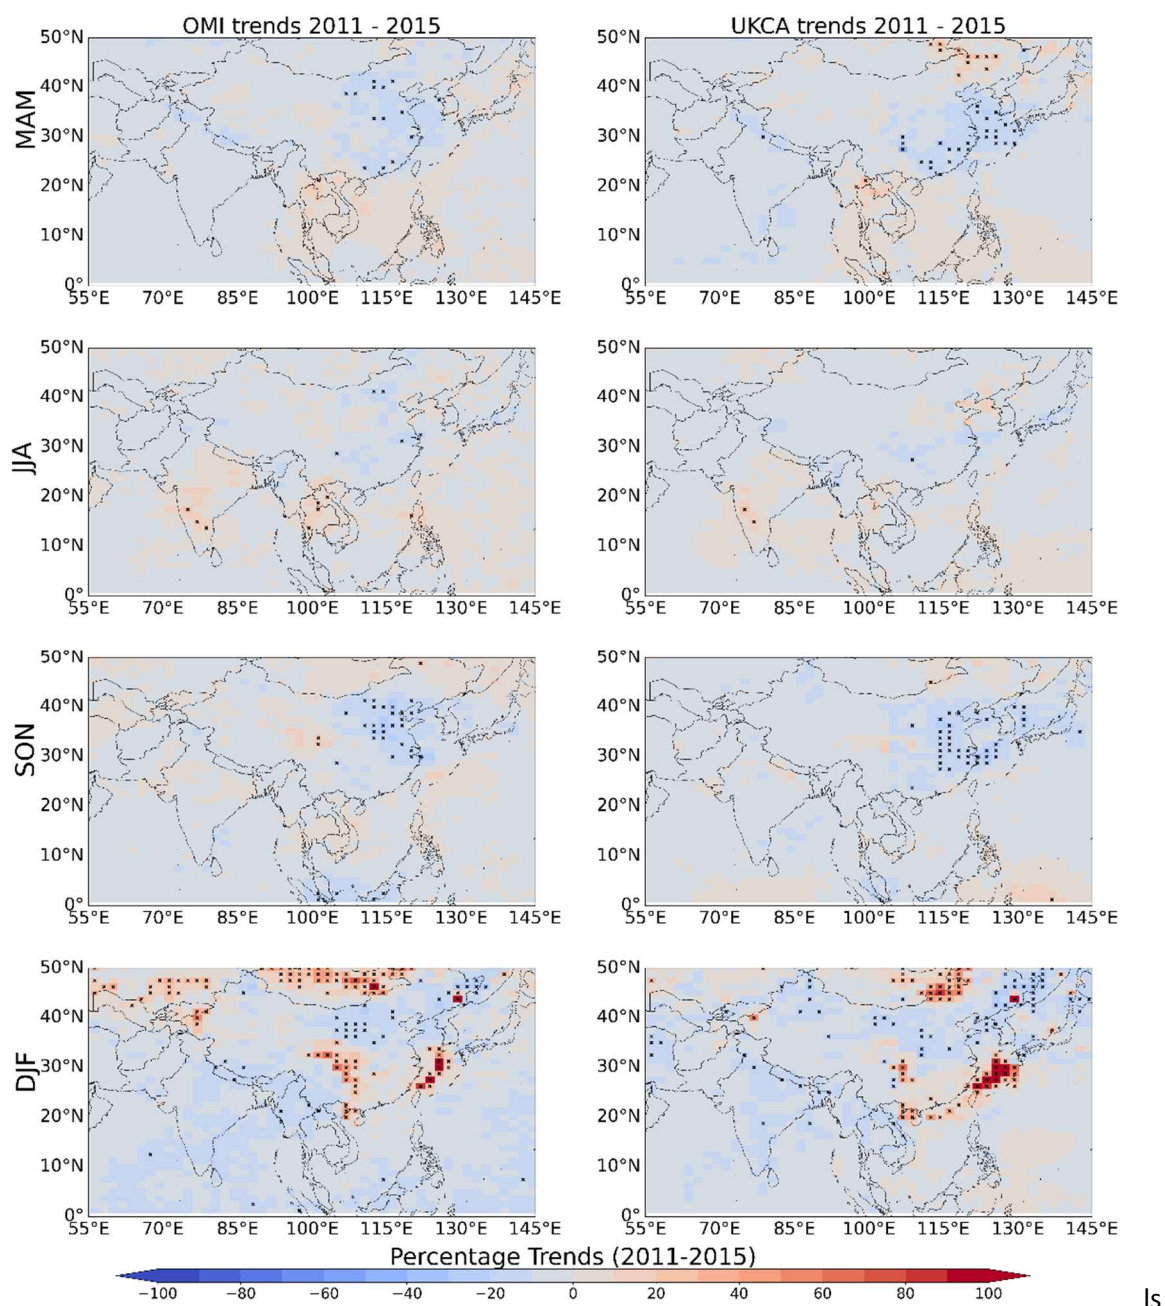 OMI trends 2011 - 2015
UKCA trends 2011 - 2015
MAM
50°N
40°N
30°N
20°N
10°N
0°
55°E 70°E 85°E 100°E 115°E 130°E 145°E
50°N
40°N
30°N
20°N
10°N
0°
55°E 70°E 85°E 100°E 115°E 130°E 145°E
JJA
50°N
40°N
30°N
20°N
10°N
0°
55°E 70°E 85°E 100°E 115°E 130°E 145°E
50°N
40°N
30°N
20°N
10°N
0°
55°E 70°E 85°E 100°E 115°E 130°E 145°E
SON
50°N
40°N
30°N
20°N
10°N
0°
55°E 70°E 85°E 100°E 115°E 130°E 145°E
50°N
40°N
30°N
20°N
10°N
0°
55°E 70°E 85°E 100°E 115°E 130°E 145°E
DJF
50°N
40°N
30°N
20°N
10°N
0°
55°E 70°E 85°E 100°E 115°E 130°E 145°E
50°N
40°N
30°N
20°N
10°N
0°
55°E 70°E 85°E 100°E 115°E 130°E 145°E
Percentage Trends (2011-2015)
−100 −80 −60 −40 −20 0 20 40 60 80 100
Is